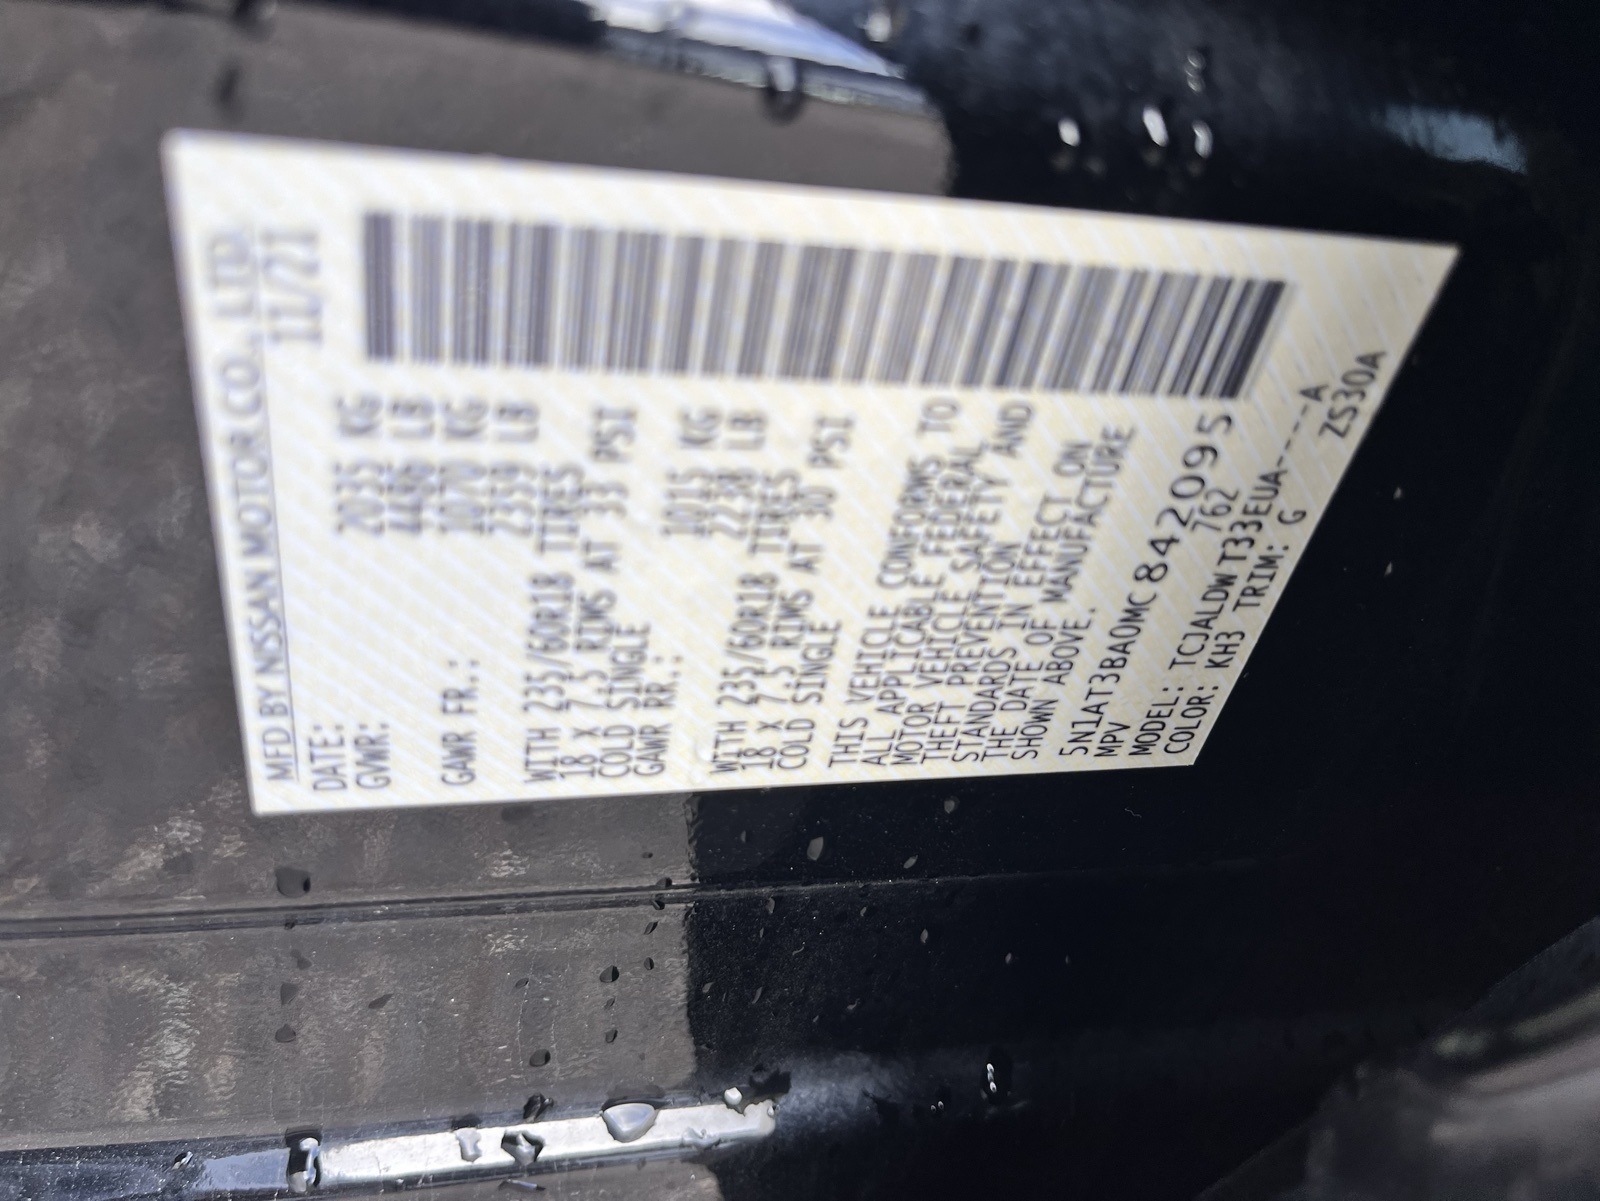 MFD BY NSSAN MOTOR CO., LTD.
DATE: 11/21
GVWR: 2035 KG
4486 LB
GAWR FR.: 1070 KG
2359 LB
WITH 235/60R18 TIRES
18 x 7.5 RIMS AT 33 PSI
COLD SINGLE
GAWR RR.: 1015 KG
2238 LB
WITH 235/60R18 TIRES
18 x 7.5 RIMS AT 30 PSI
COLD SINGLE
THIS VEHICLE CONFORMS TO
ALL APPLICABLE FEDERAL
MOTOR VEHICLE SAFETY AND
THEFT PREVENTION
STANDARDS IN EFFECT ON
THE DATE OF MANUFACTURE
SHOWN ABOVE.
5N1AT3BA0MC842095
MPV 762
MODEL: TCJALDWT33EUA----A
COLOR: KH3 TRIM: G ZS30A